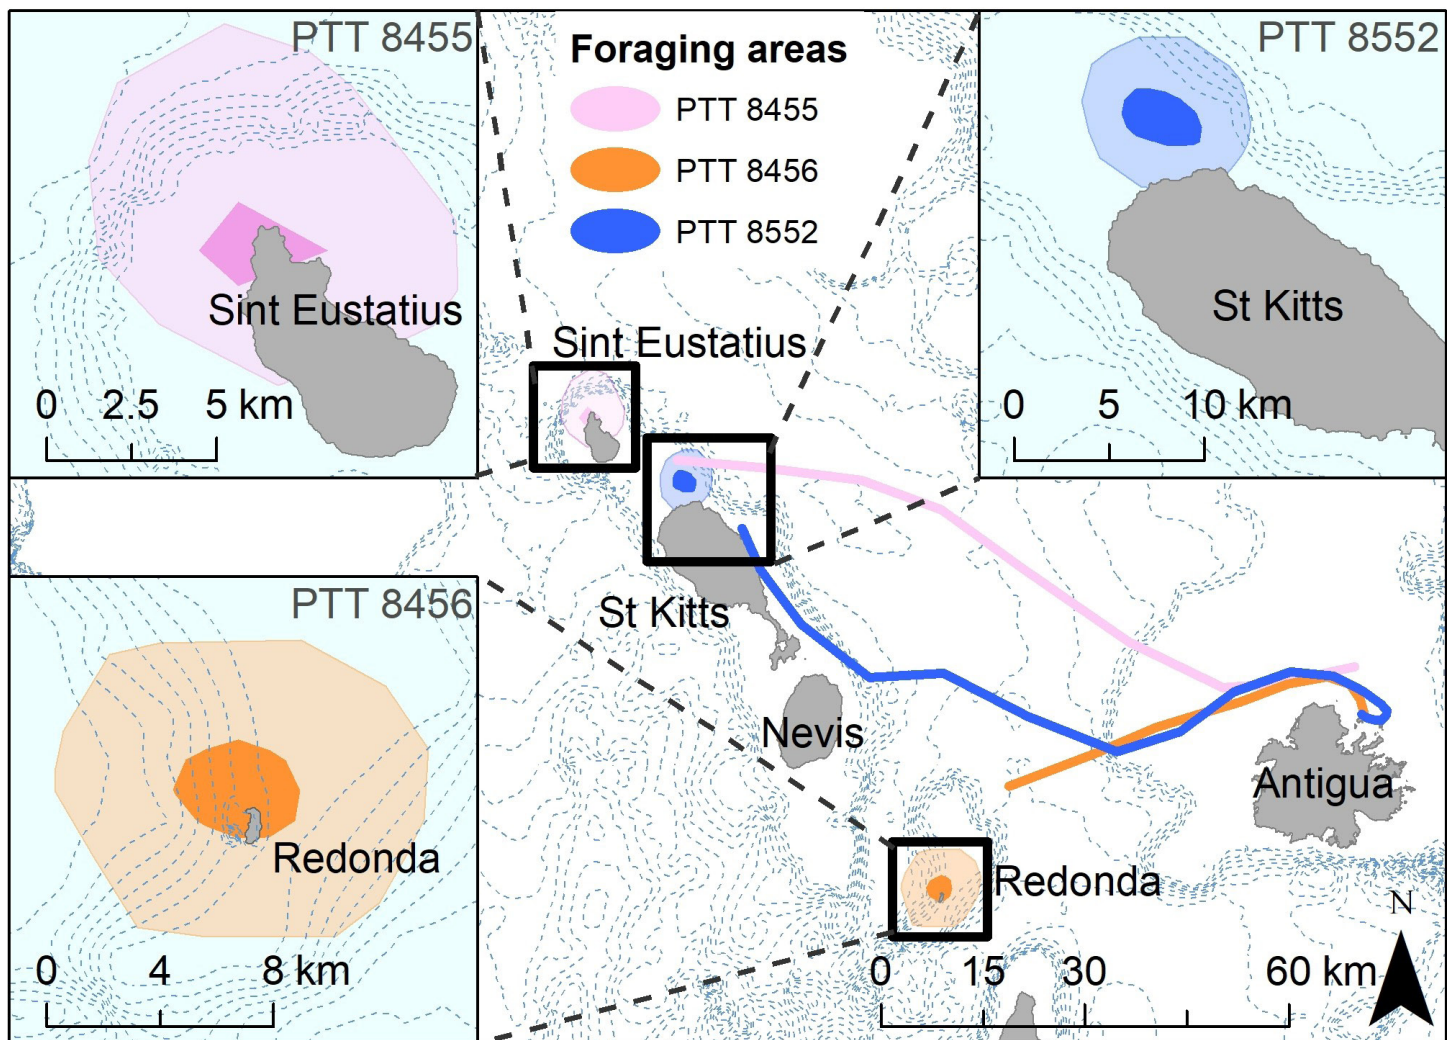 PTT 8455
Sint Eustatius
0 2.5 5 km
Foraging areas
PTT 8455
PTT 8456
PTT 8552
PTT 8552
St Kitts
0 5 10 km
Sint Eustatius
St Kitts
Nevis
Antigua
Redonda
PTT 8456
Redonda
0 4 8 km
N
0 15 30 60 km